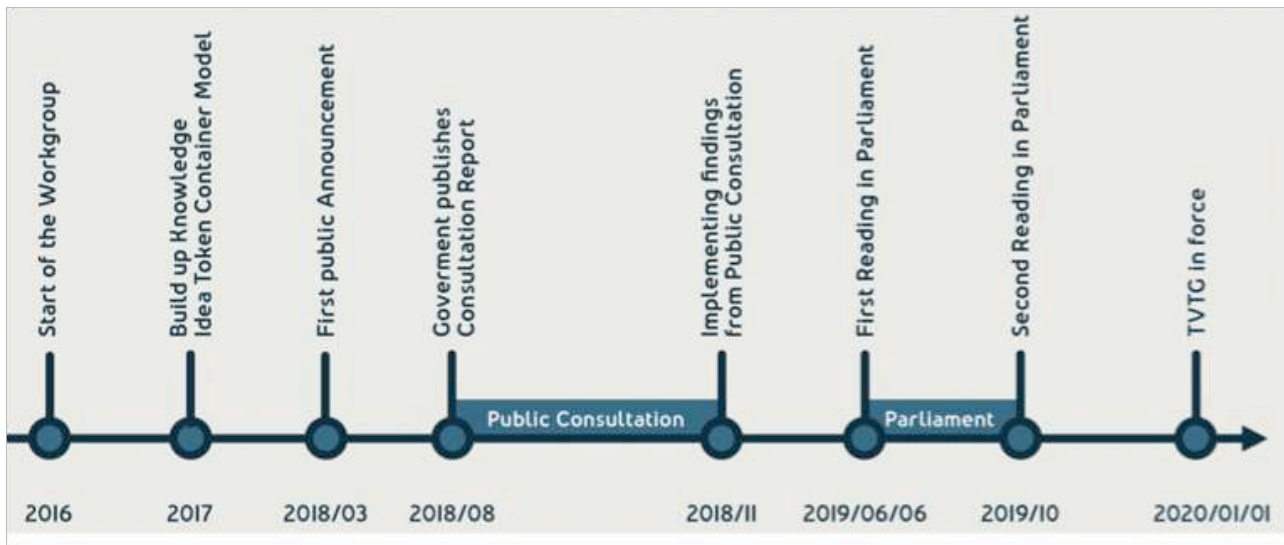 Start of the Workgroup
Build up Knowledge
Idea Token Container Model
First public Announcement
Goverment publishes
Consultation Report
Implementing findings
from Public Consultation
First Reading in Parliament
Second Reading in Parliament
TVTG in force
Public Consultation
Parliament
2016
2017
2018/03
2018/08
2018/11
2019/06/06
2019/10
2020/01/01